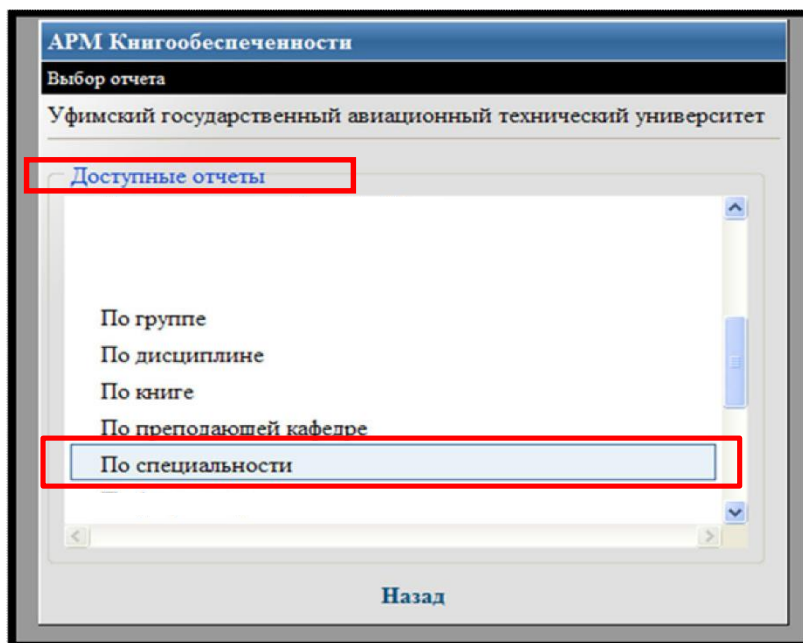 АРМ Книгообеспеченности
Выбор отчета
Уфимский государственный авиационный технический университет
Доступные отчеты
По группе
По дисциплине
По книге
По преподающей кафедре
По специальности
Назад